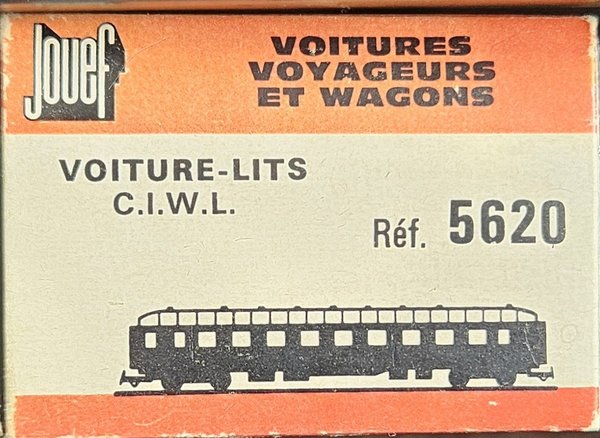 Jouef
VOITURES
VOYAGEURS
ET WAGONS
VOITURE-LITS
C.I.W.L.
Réf. 5620